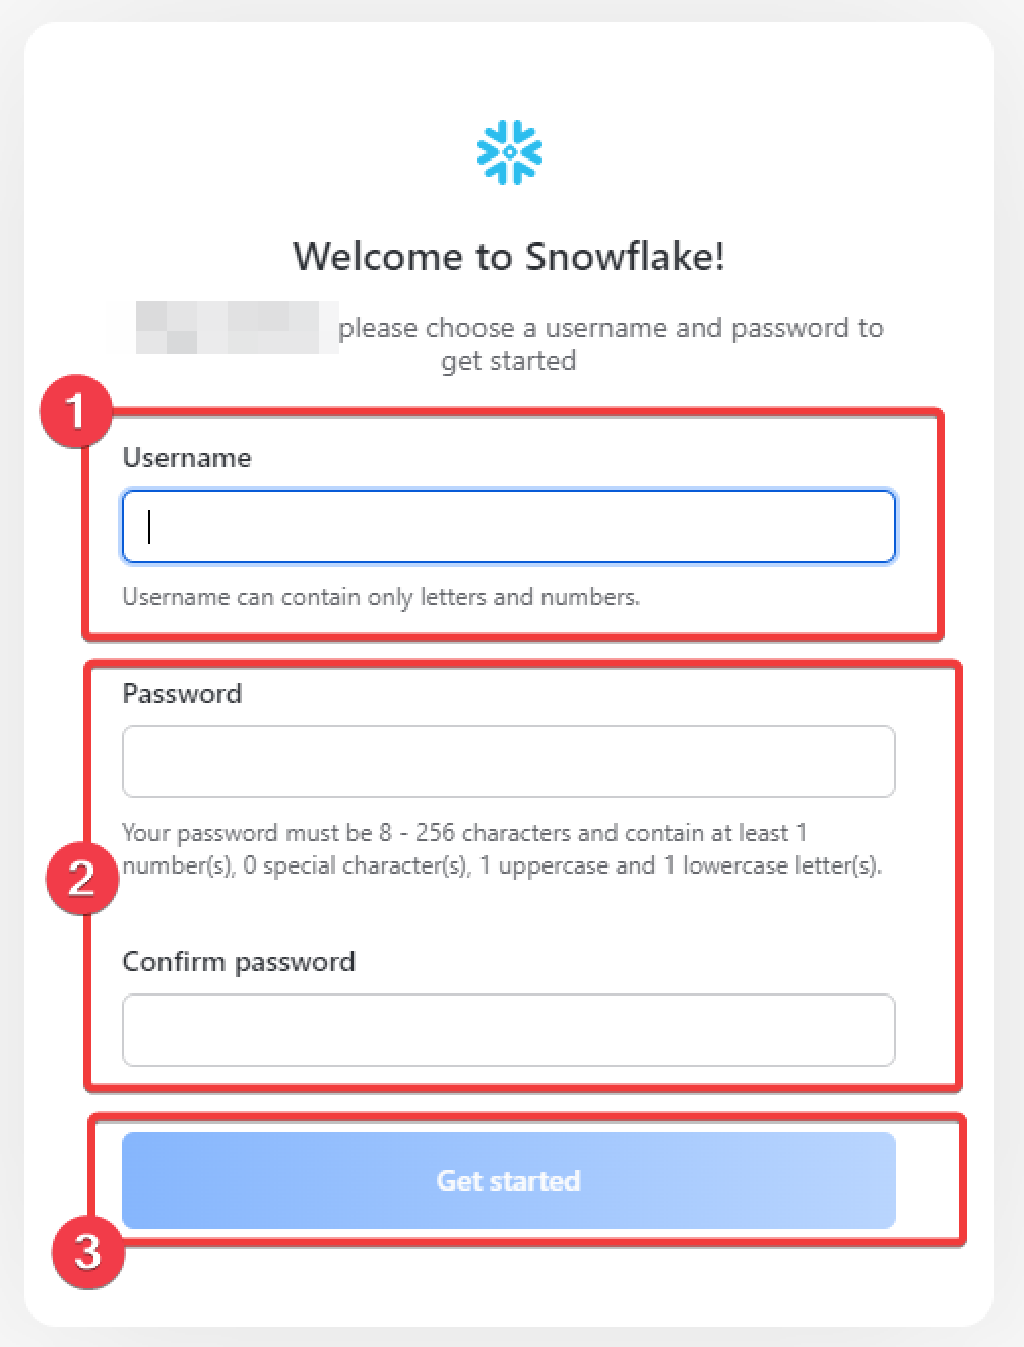 Welcome to Snowflake!
please choose a username and password to
get started
1
Username
Username can contain only letters and numbers.
Password
Your password must be 8 - 256 characters and contain at least 1
number(s), 0 special character(s), 1 uppercase and 1 lowercase letter(s).
2
Confirm password
Get started
3